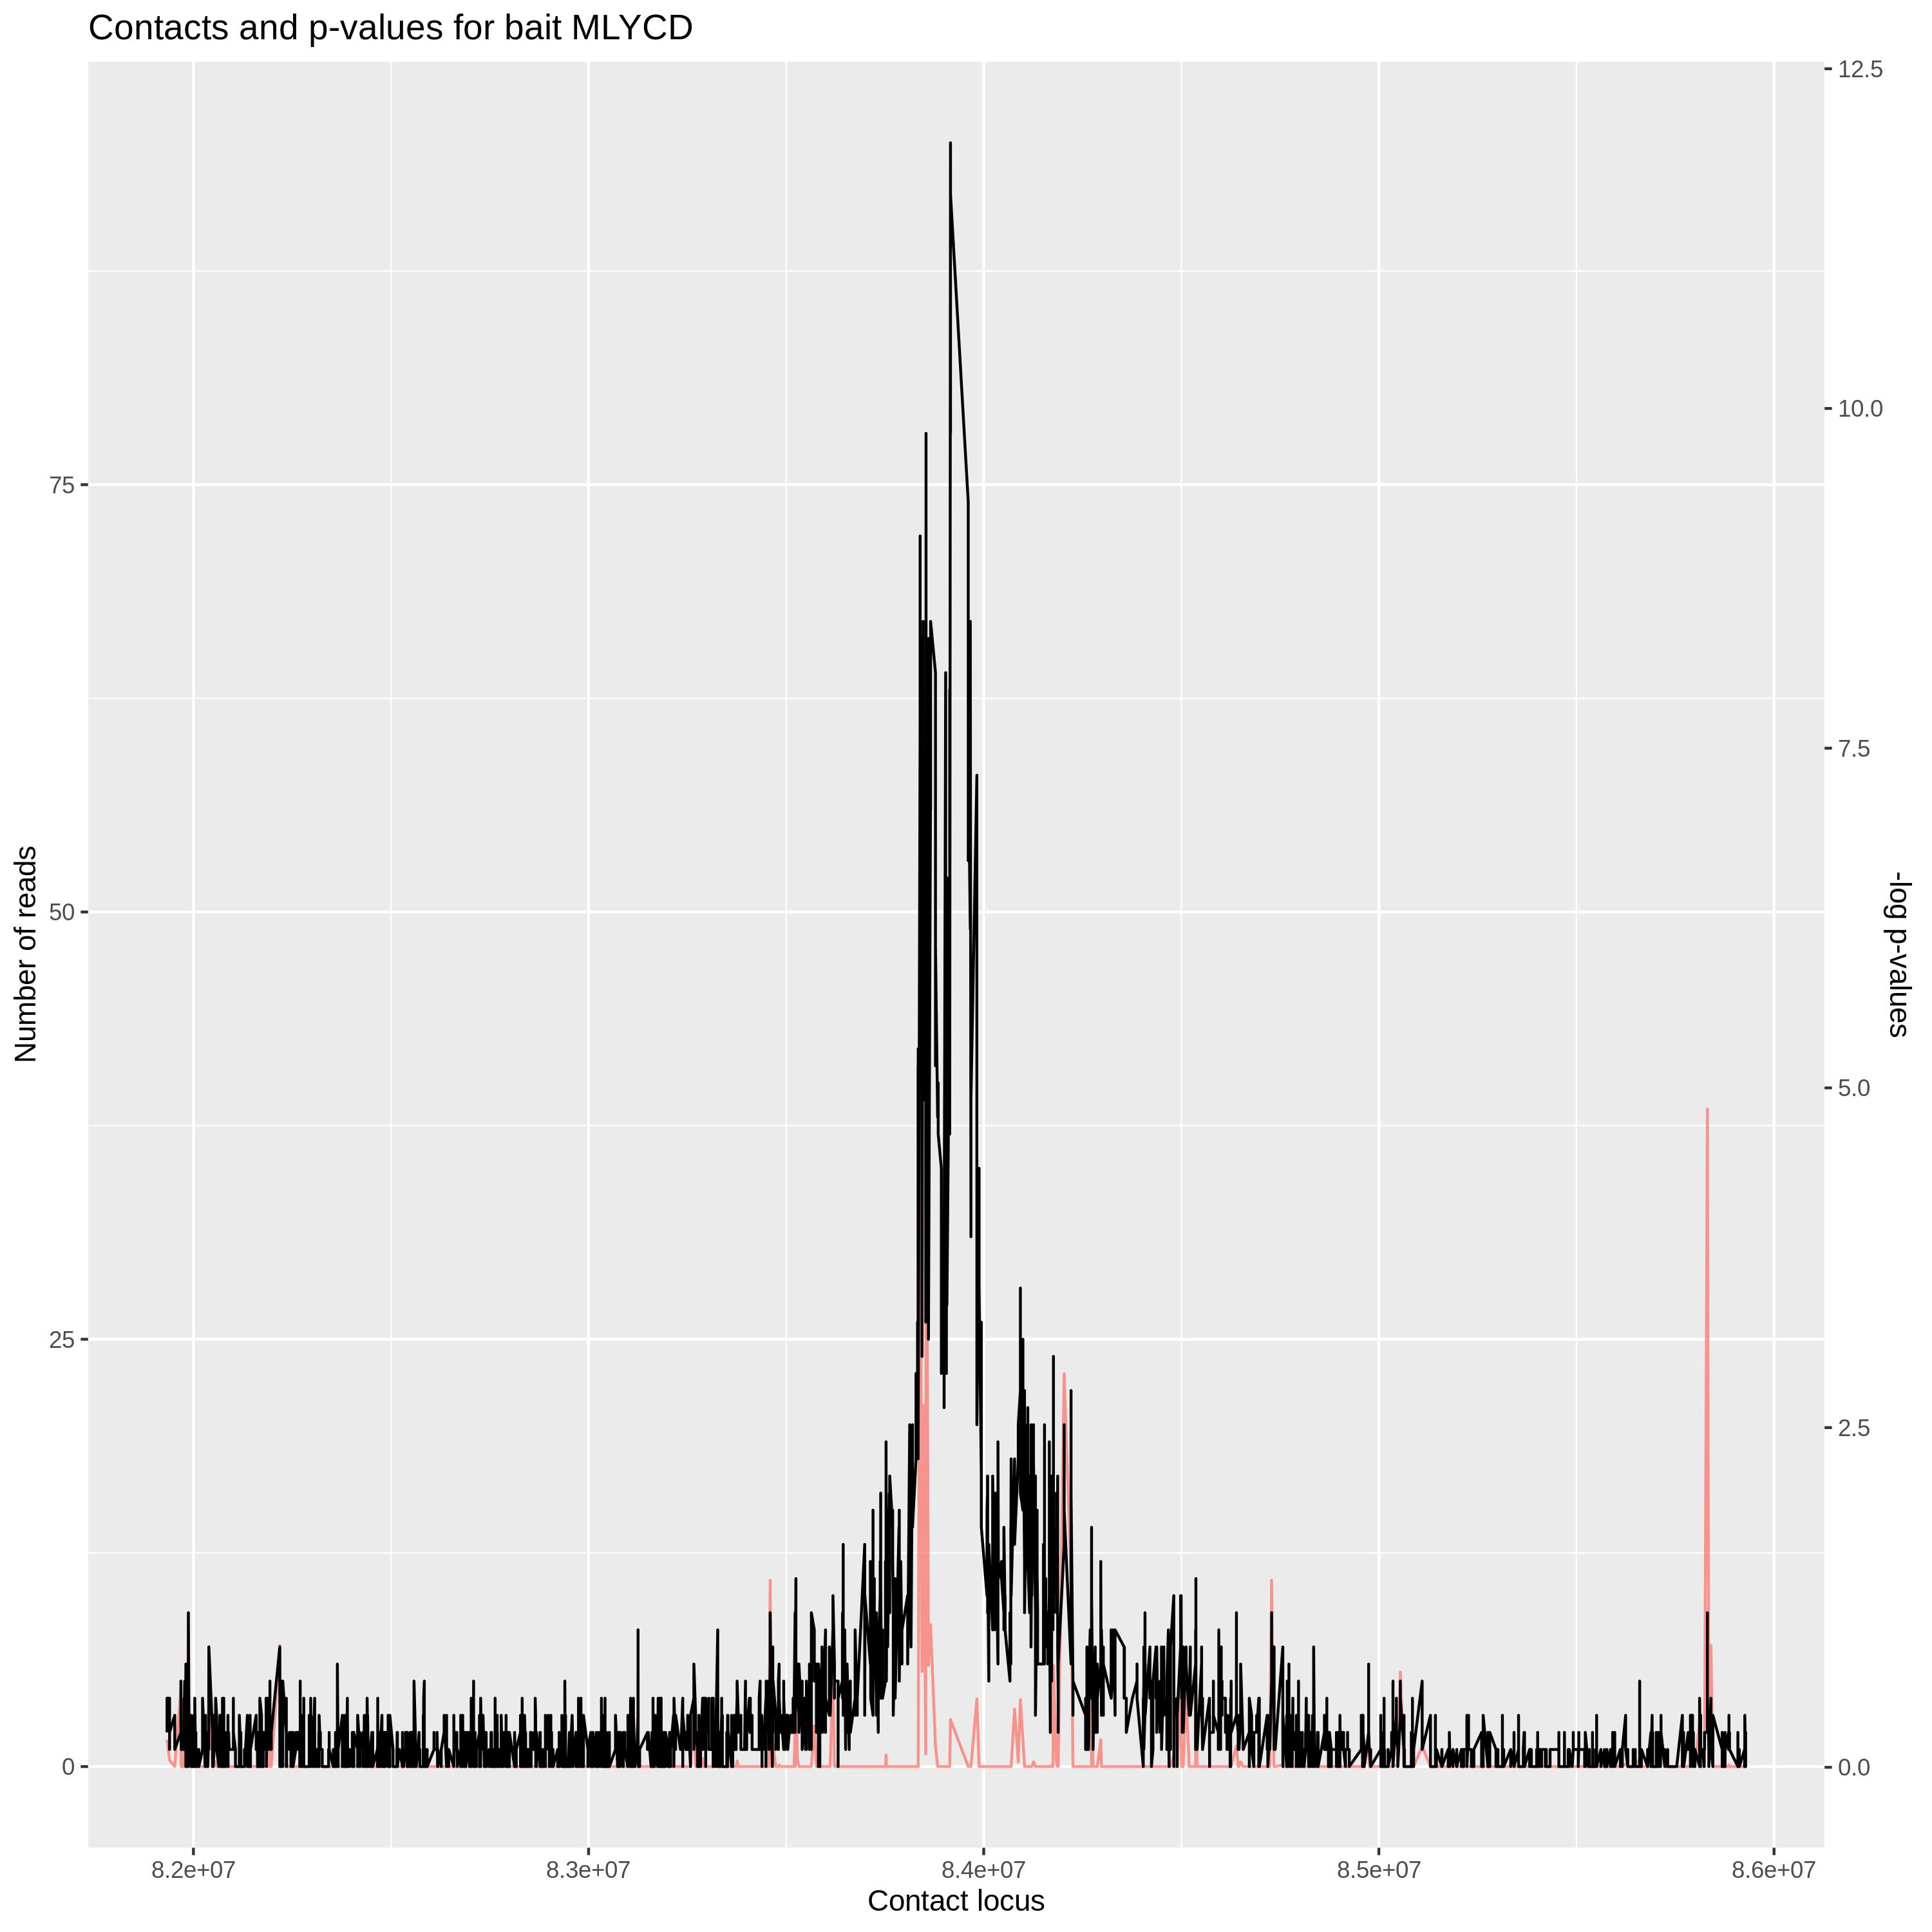 Contacts and p-values for bait MLYCD
Number of reads
75
50
25
0
12.5
10.0
7.5
5.0
2.5
0.0
-log p-values
8.2e+07
8.3e+07
8.4e+07
8.5e+07
8.6e+07
Contact locus